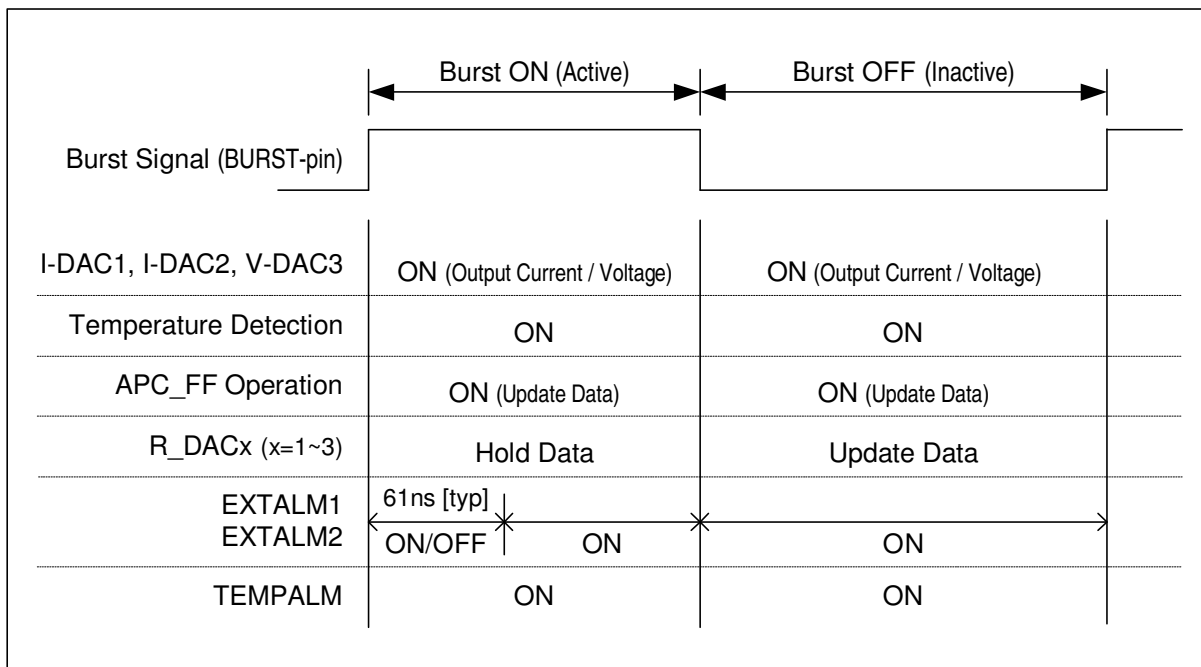 Burst ON (Active) Burst OFF (Inactive)
Burst Signal (BURST-pin)
I-DAC1, I-DAC2, V-DAC3 ON (Output Current / Voltage) ON (Output Current / Voltage)
Temperature Detection ON ON
APC_FF Operation ON (Update Data) ON (Update Data)
R_DACx (x=1~3) Hold Data Update Data
EXTALM1 61ns [typ]
EXTALM2 ON/OFF ON ON
TEMPALM ON ON